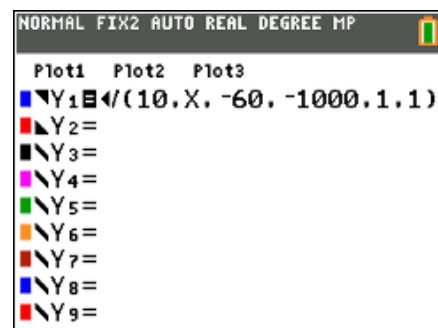 NORMAL FIX2 AUTO REAL DEGREE MP
Plot1 Plot2 Plot3
Y₁=/(10,X,-60,-1000,1,1)
Y₂=
Y₃=
Y₄=
Y₅=
Y₆=
Y₇=
Y₈=
Y₉=